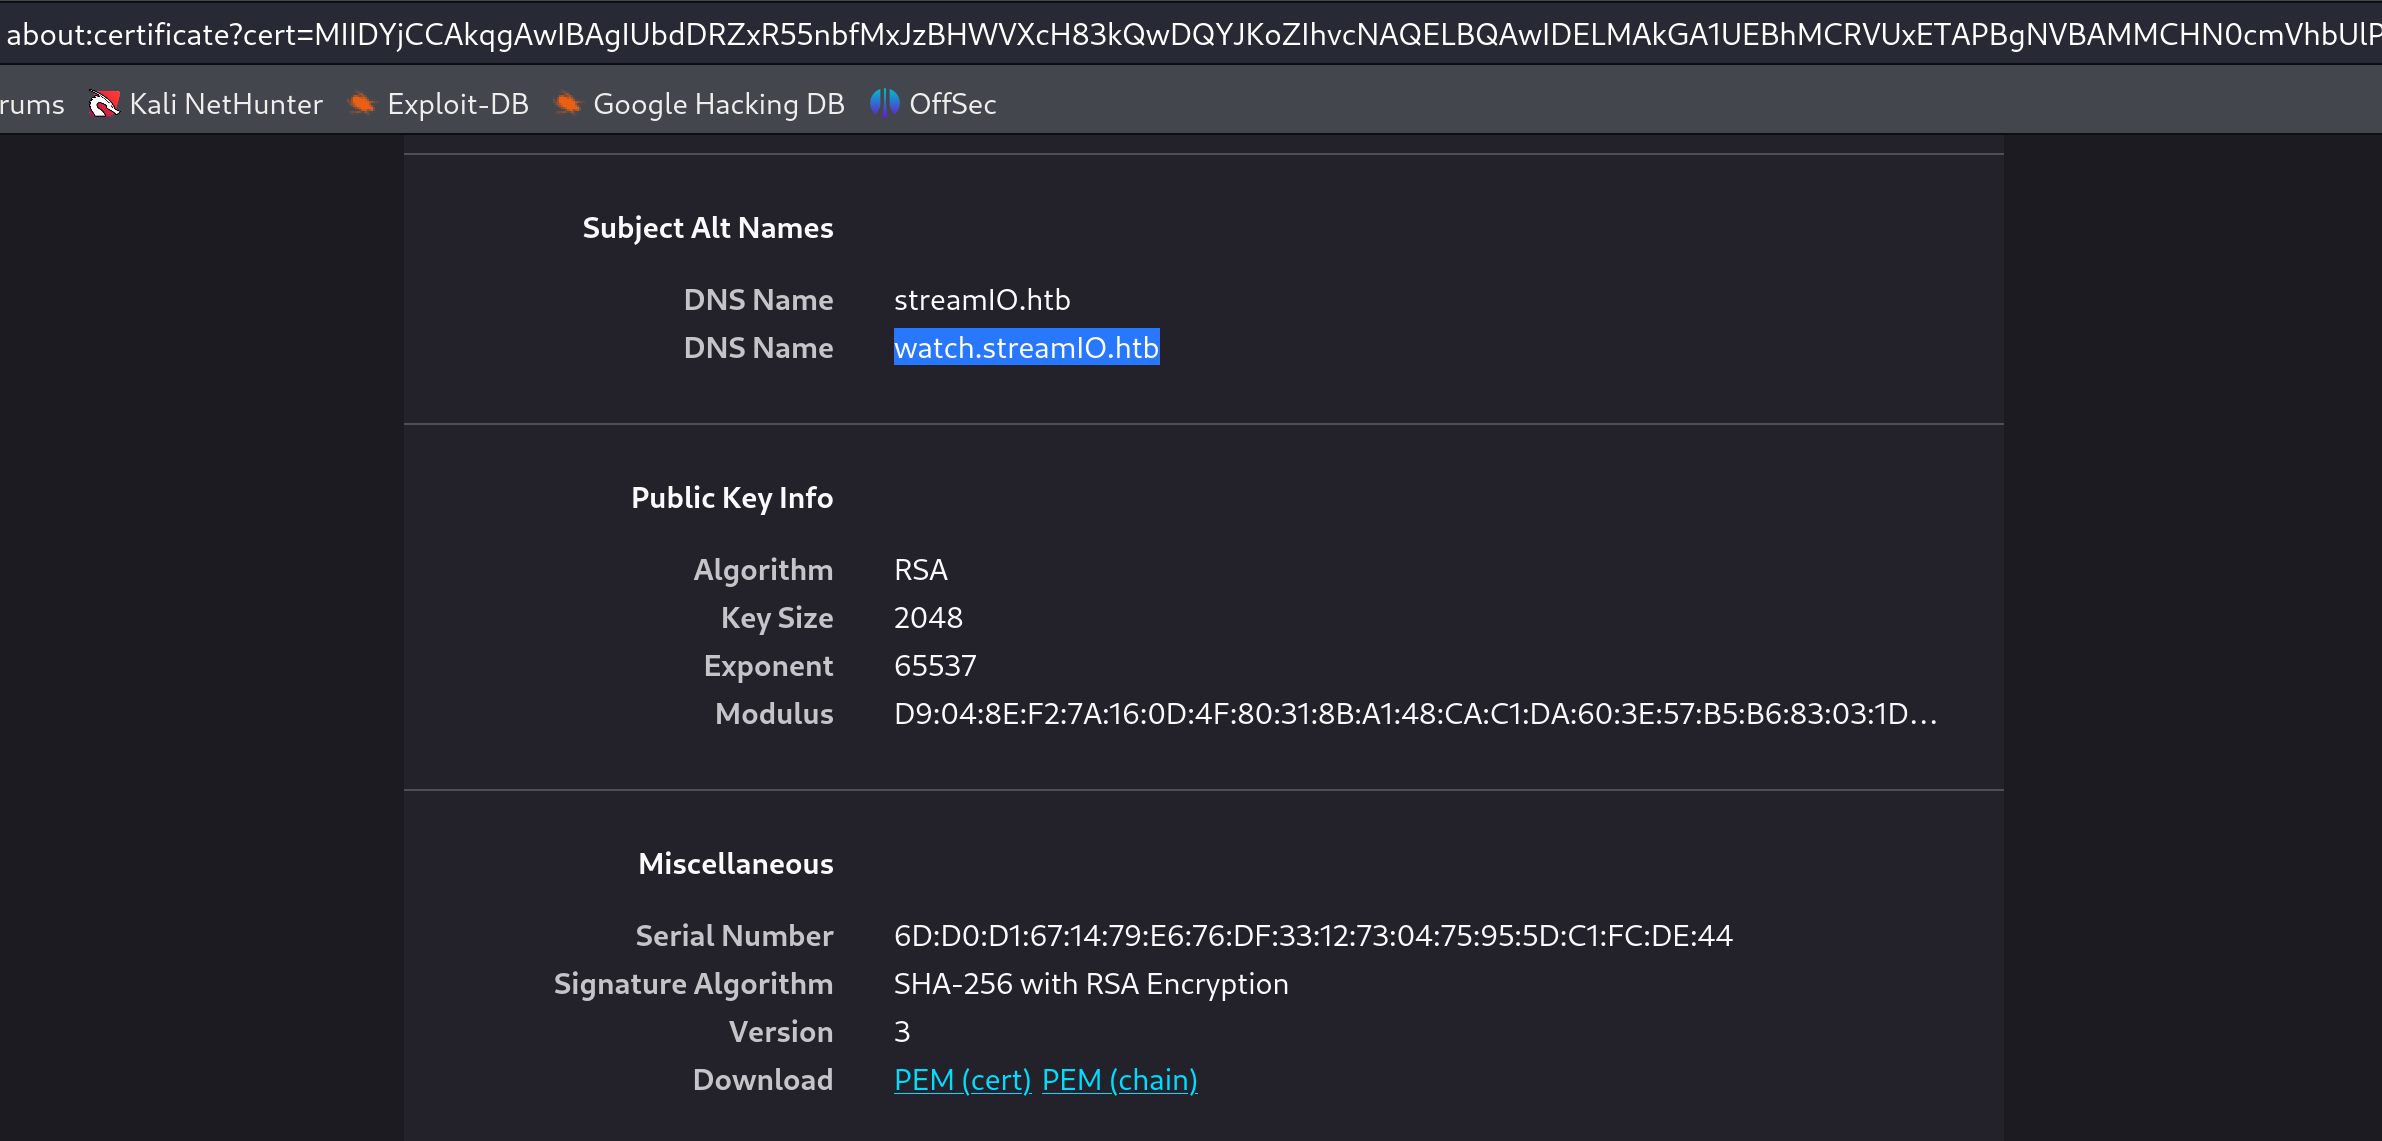 about:certificate?cert=MIIDYjCCAkqgAwIBAgIUbdDRZxR55nbfMxJzBHWVXcH83kQwDQYJKoZIhvcNAQELBQAwIDELMAkGA1UEBhMCRVUxETAPBgNVBAMMCHN0cmVhbUlP
rums Kali NetHunter Exploit-DB Google Hacking DB OffSec
Subject Alt Names
DNS Name streamIO.htb
DNS Name watch.streamIO.htb
Public Key Info
Algorithm RSA
Key Size 2048
Exponent 65537
Modulus D9:04:8E:F2:7A:16:0D:4F:80:31:8B:A1:48:CA:C1:DA:60:3E:57:B5:B6:83:03:1D…
Miscellaneous
Serial Number 6D:D0:D1:67:14:79:E6:76:DF:33:12:73:04:75:95:5D:C1:FC:DE:44
Signature Algorithm SHA-256 with RSA Encryption
Version 3
Download PEM (cert) PEM (chain)